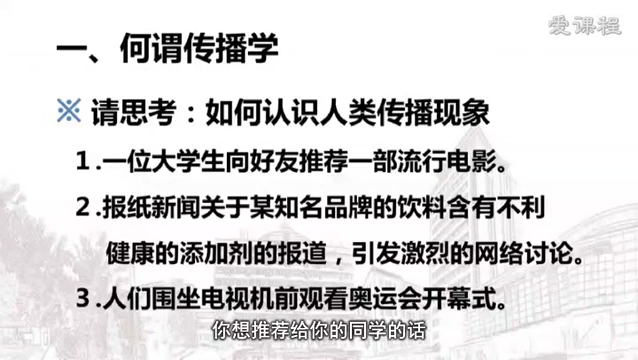 爱课程
一、何谓传播学
※ 请思考：如何认识人类传播现象
１.一位大学生向好友推荐一部流行电影。
２.报纸新闻关于某知名品牌的饮料含有不利
健康的添加剂的报道，引发激烈的网络讨论。
３.人们围坐电视机前观看奥运会开幕式。
你想推荐给你的同学的话